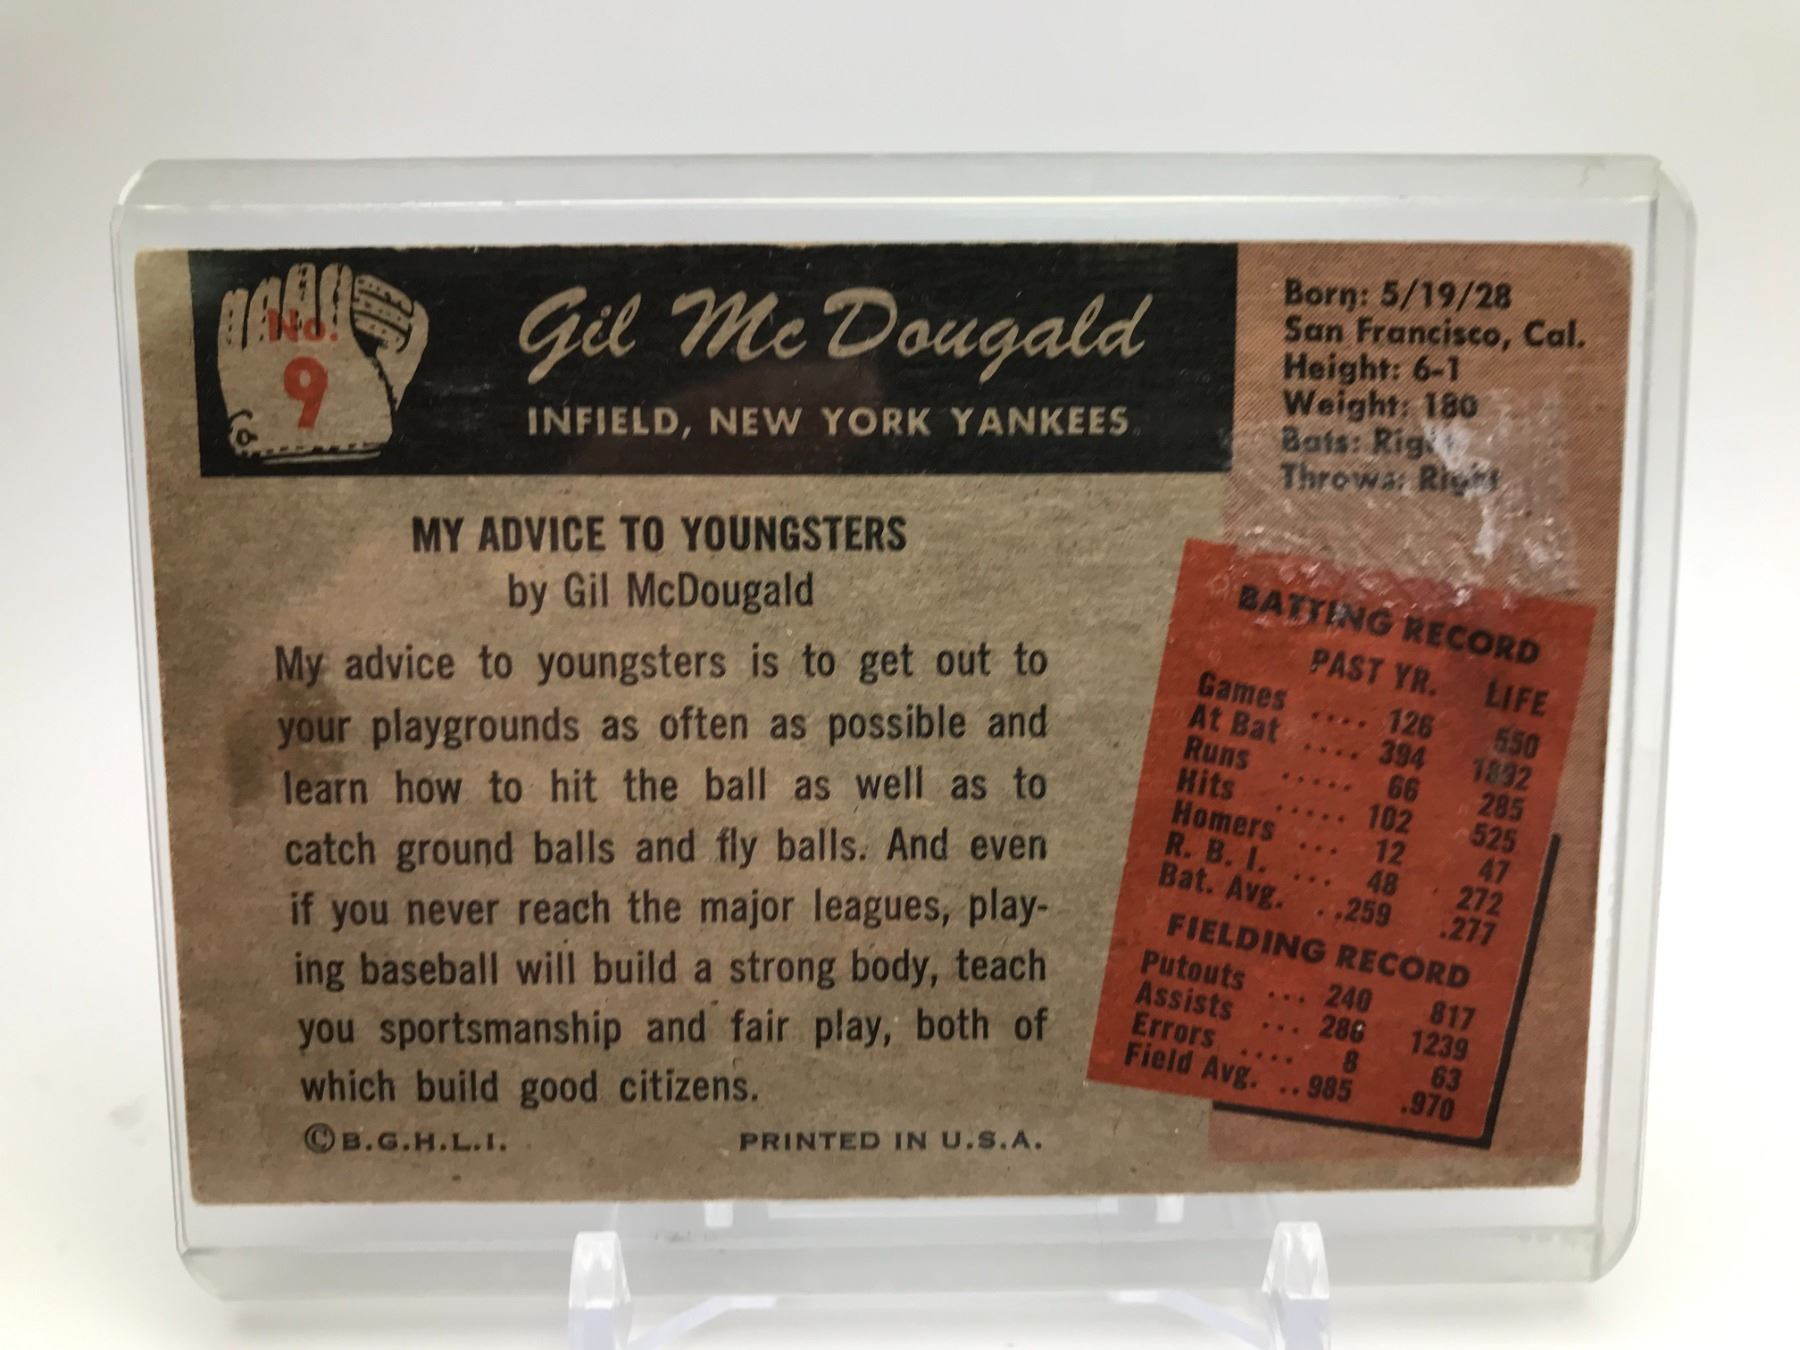 No.
9
Gil McDougald
INFIELD, NEW YORK YANKEES
Born: 5/19/28
San Francisco, Cal.
Height: 6-1
Weight: 180
Bats: Right
Throws: Right
MY ADVICE TO YOUNGSTERS
by Gil McDougald
My advice to youngsters is to get out to
your playgrounds as often as possible and
learn how to hit the ball as well as to
catch ground balls and fly balls. And even
if you never reach the major leagues, play-
ing baseball will build a strong body, teach
you sportsmanship and fair play, both of
which build good citizens.
©B.G.H.L.I. PRINTED IN U.S.A.
BATTING RECORD
PAST YR. LIFE
Games .... 126 550
At Bat .... 394 1892
Runs ..... 66 285
Hits ..... 102 525
Homers ... 12 47
R. B. I. ... 48 272
Bat. Avg. ..259 .277
FIELDING RECORD
Putouts ... 240 817
Assists ... 286 1239
Errors .... 8 63
Field Avg. ..985 .970